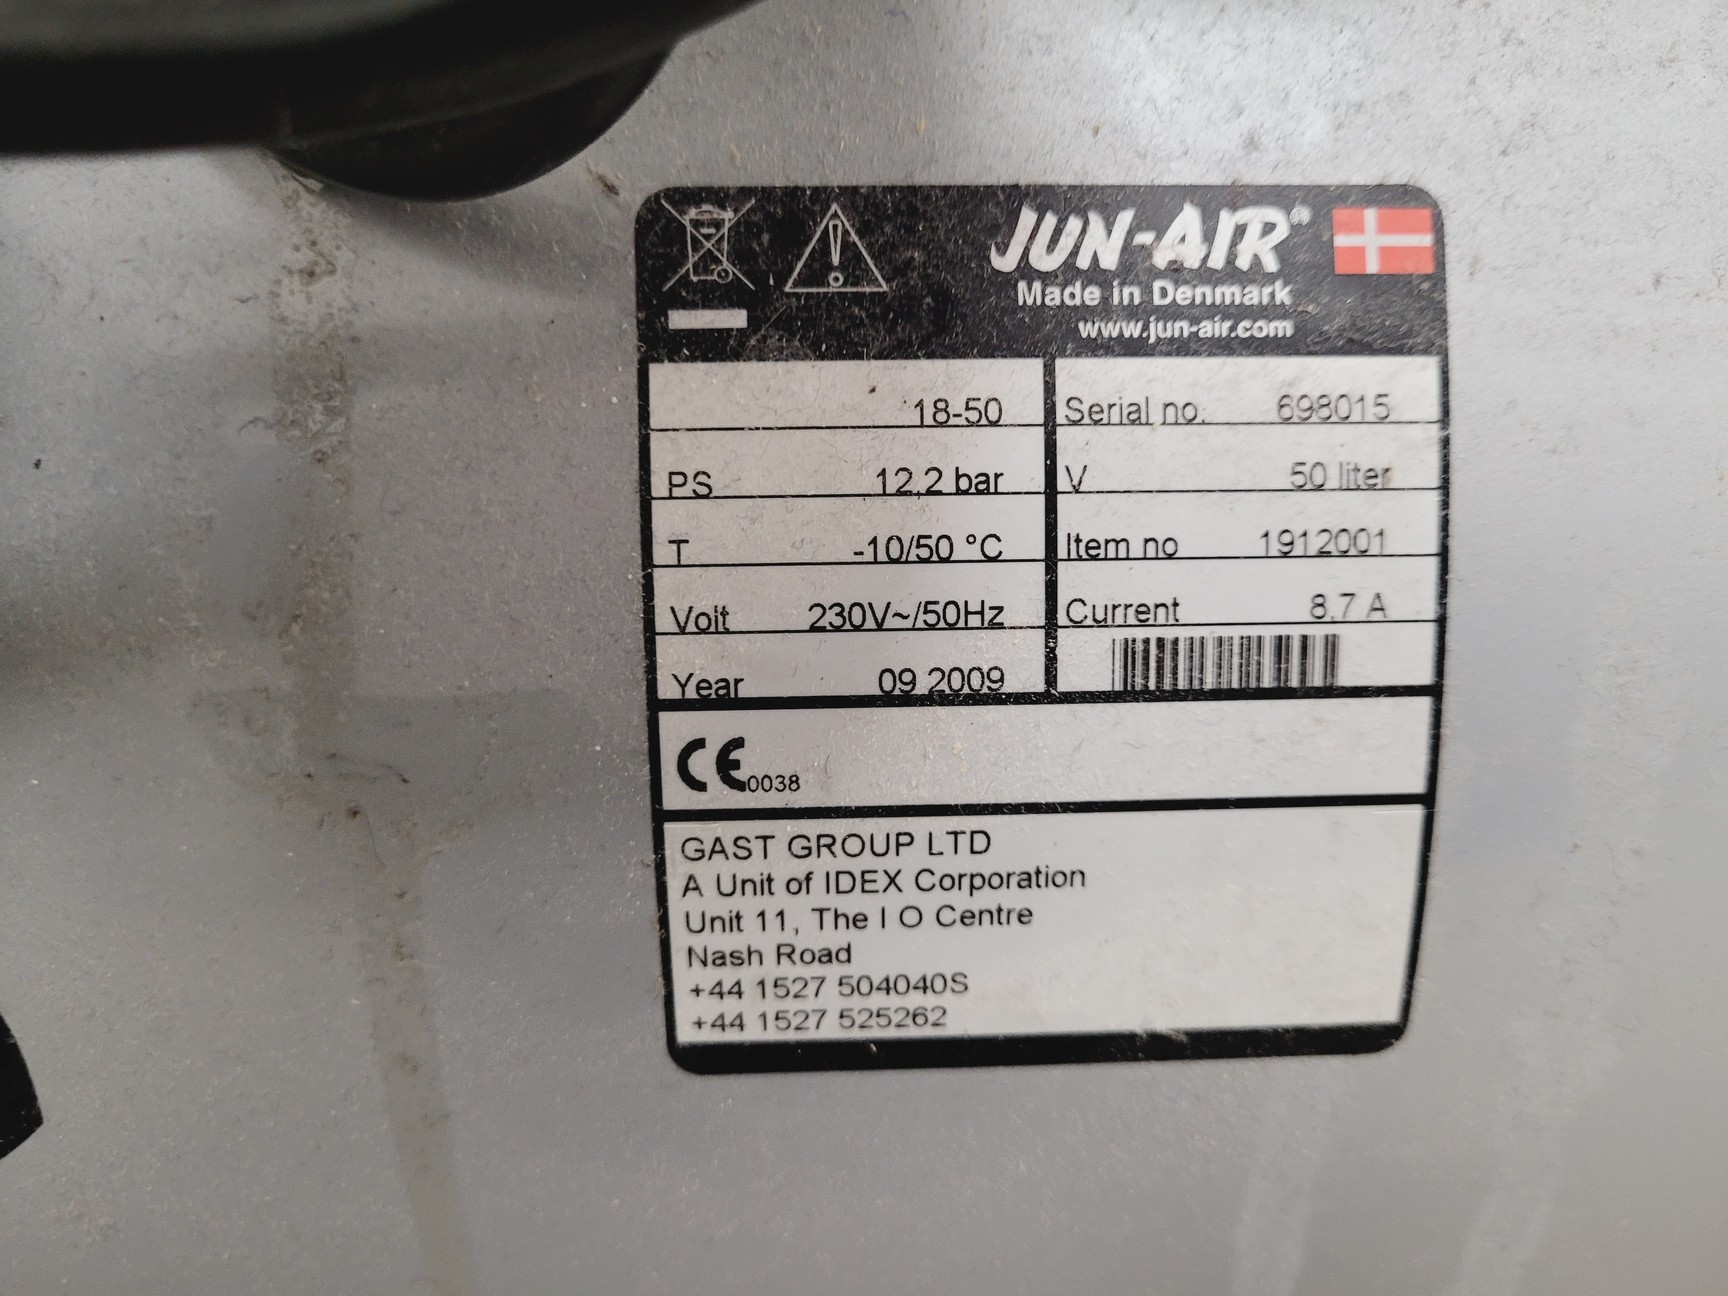 JUN-AIR®
Made in Denmark
www.jun-air.com
18-50 Serial no. 698015
PS 12,2 bar V 50 liter
T -10/50 °C Item no 1912001
Volt 230V~/50Hz Current 8.7 A
Year 09 2009
CE 0038
GAST GROUP LTD
A Unit of IDEX Corporation
Unit 11, The I O Centre
Nash Road
+44 1527 504040S
+44 1527 525262